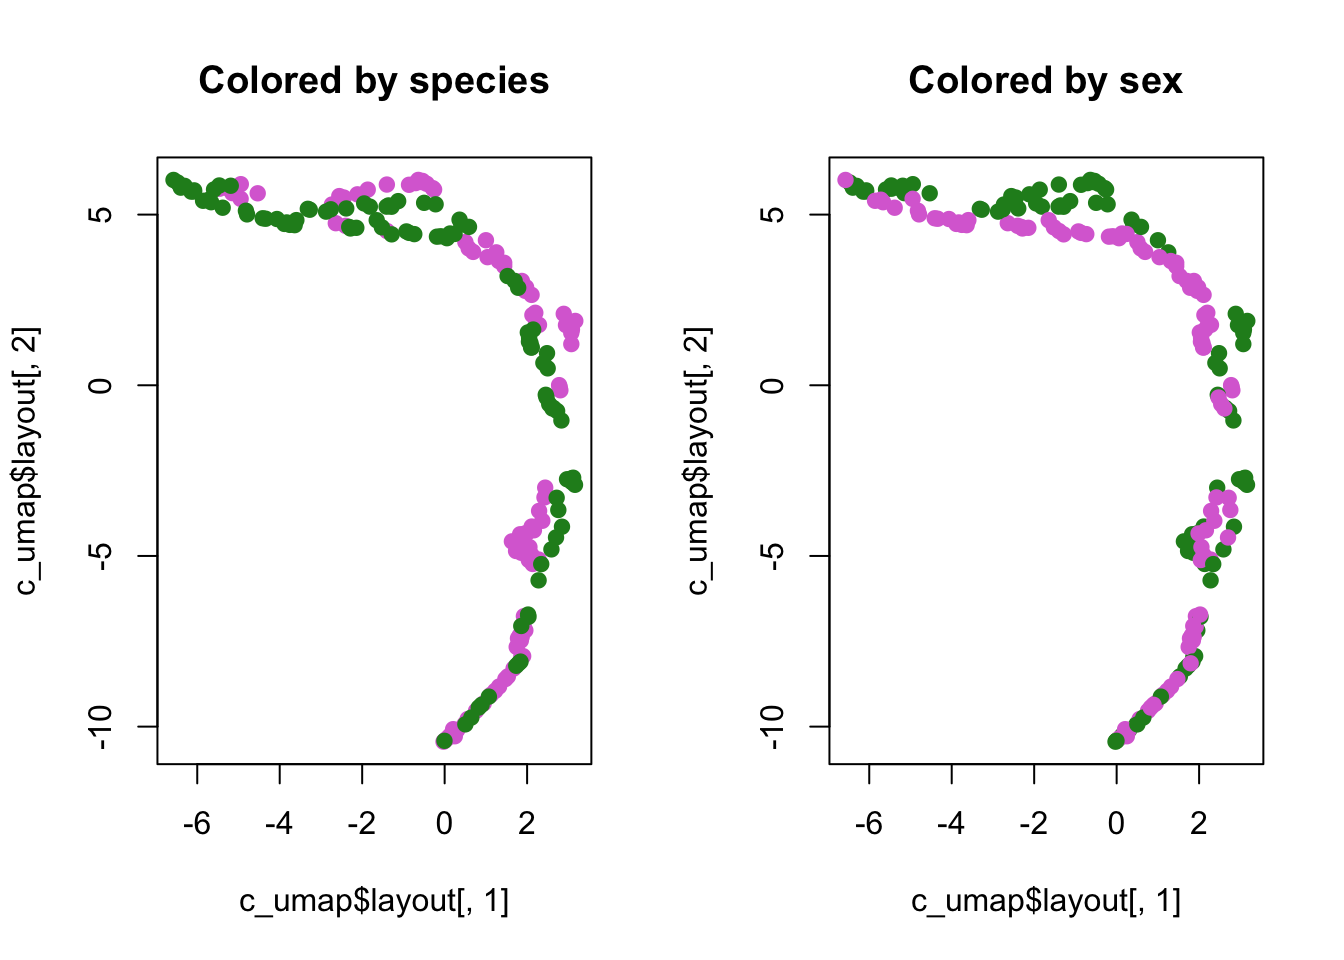 Colored by species
5
0
-5
-10
c_umap$layout[, 2]
-6 -4 -2 0 2
c_umap$layout[, 1]
Colored by sex
5
0
-5
-10
c_umap$layout[, 2]
-6 -4 -2 0 2
c_umap$layout[, 1]